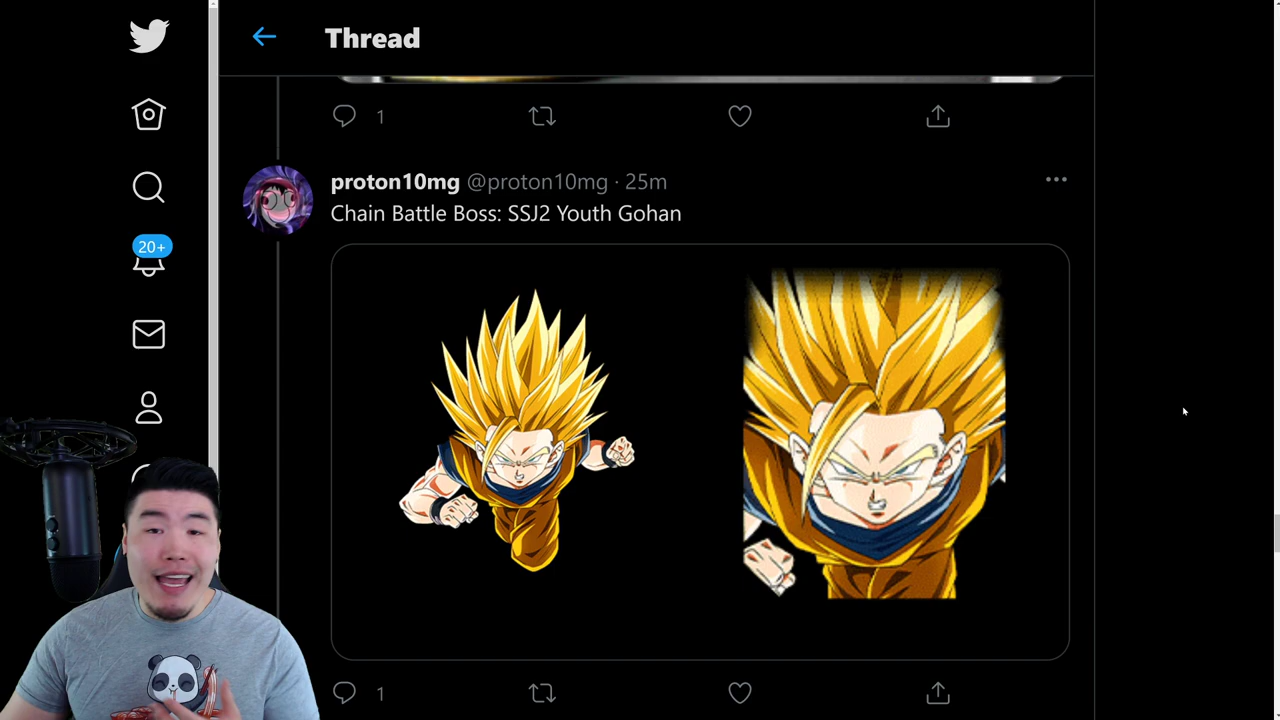 Thread
1
proton10mg @proton10mg · 25m
Chain Battle Boss: SSJ2 Youth Gohan
20+
1